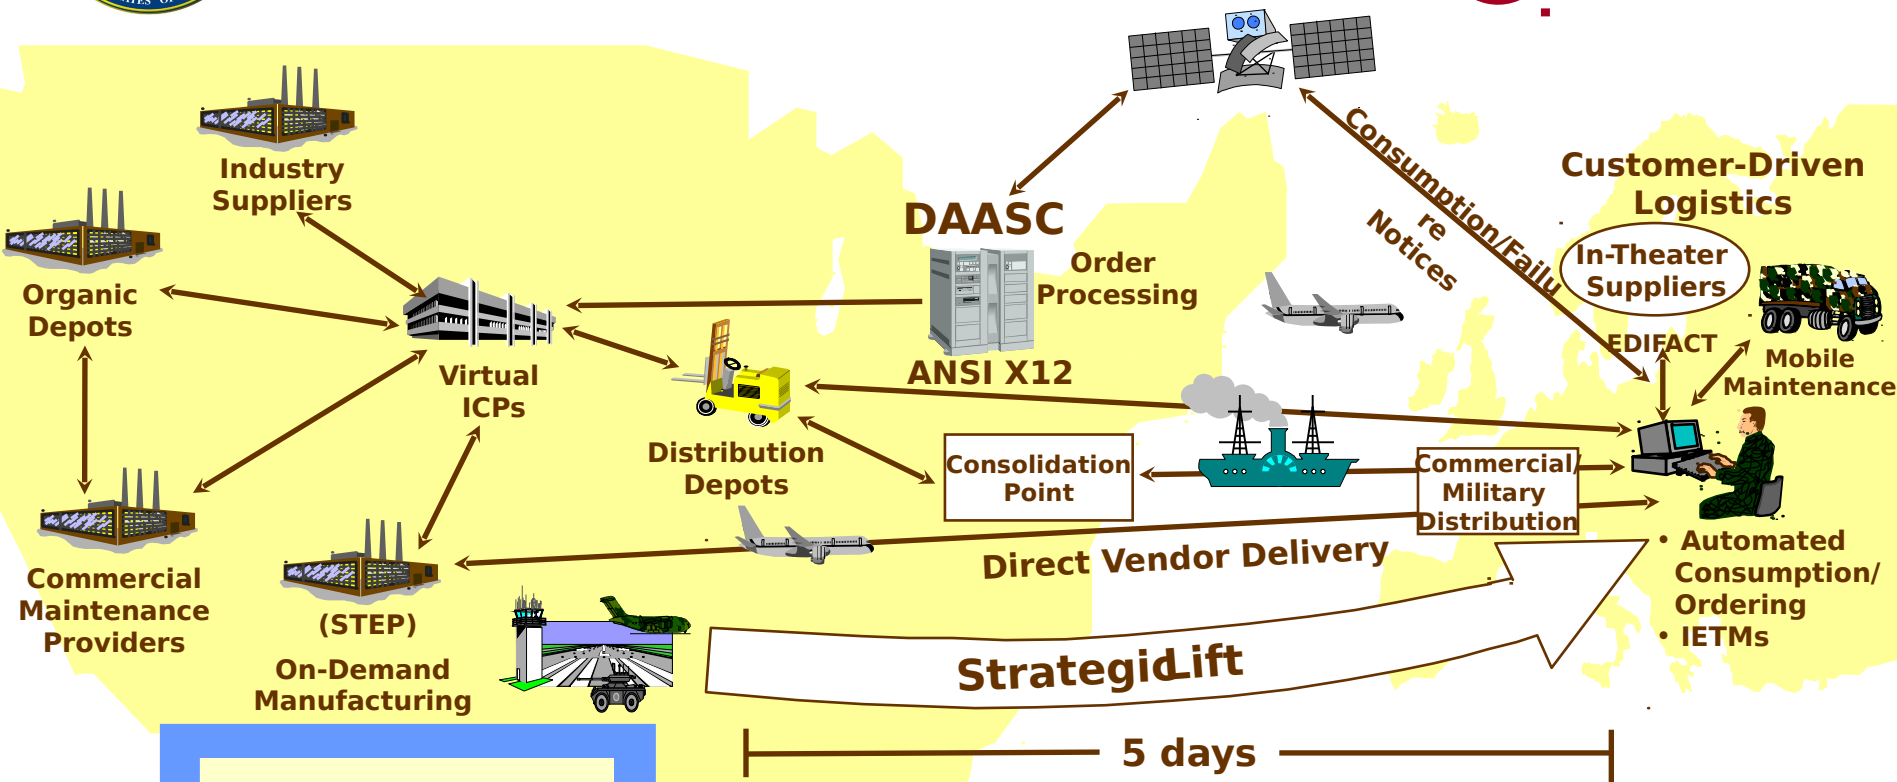 Industry
Suppliers
Organic
Depots
Virtual
ICPs
Commercial
Maintenance
Providers
(STEP)
On-Demand
Manufacturing
Distribution
Depots
DAASC
Order
Processing
ANSI X12
Consolidation
Point
Commercial/
Military
Distribution
Direct Vendor Delivery
Strategic Lift
5 days
Consumption/Failu
re
Notices
Customer-Driven
Logistics
In-Theater
Suppliers
EDIFACT
Mobile
Maintenance
• Automated
Consumption/
Ordering
• IETMs